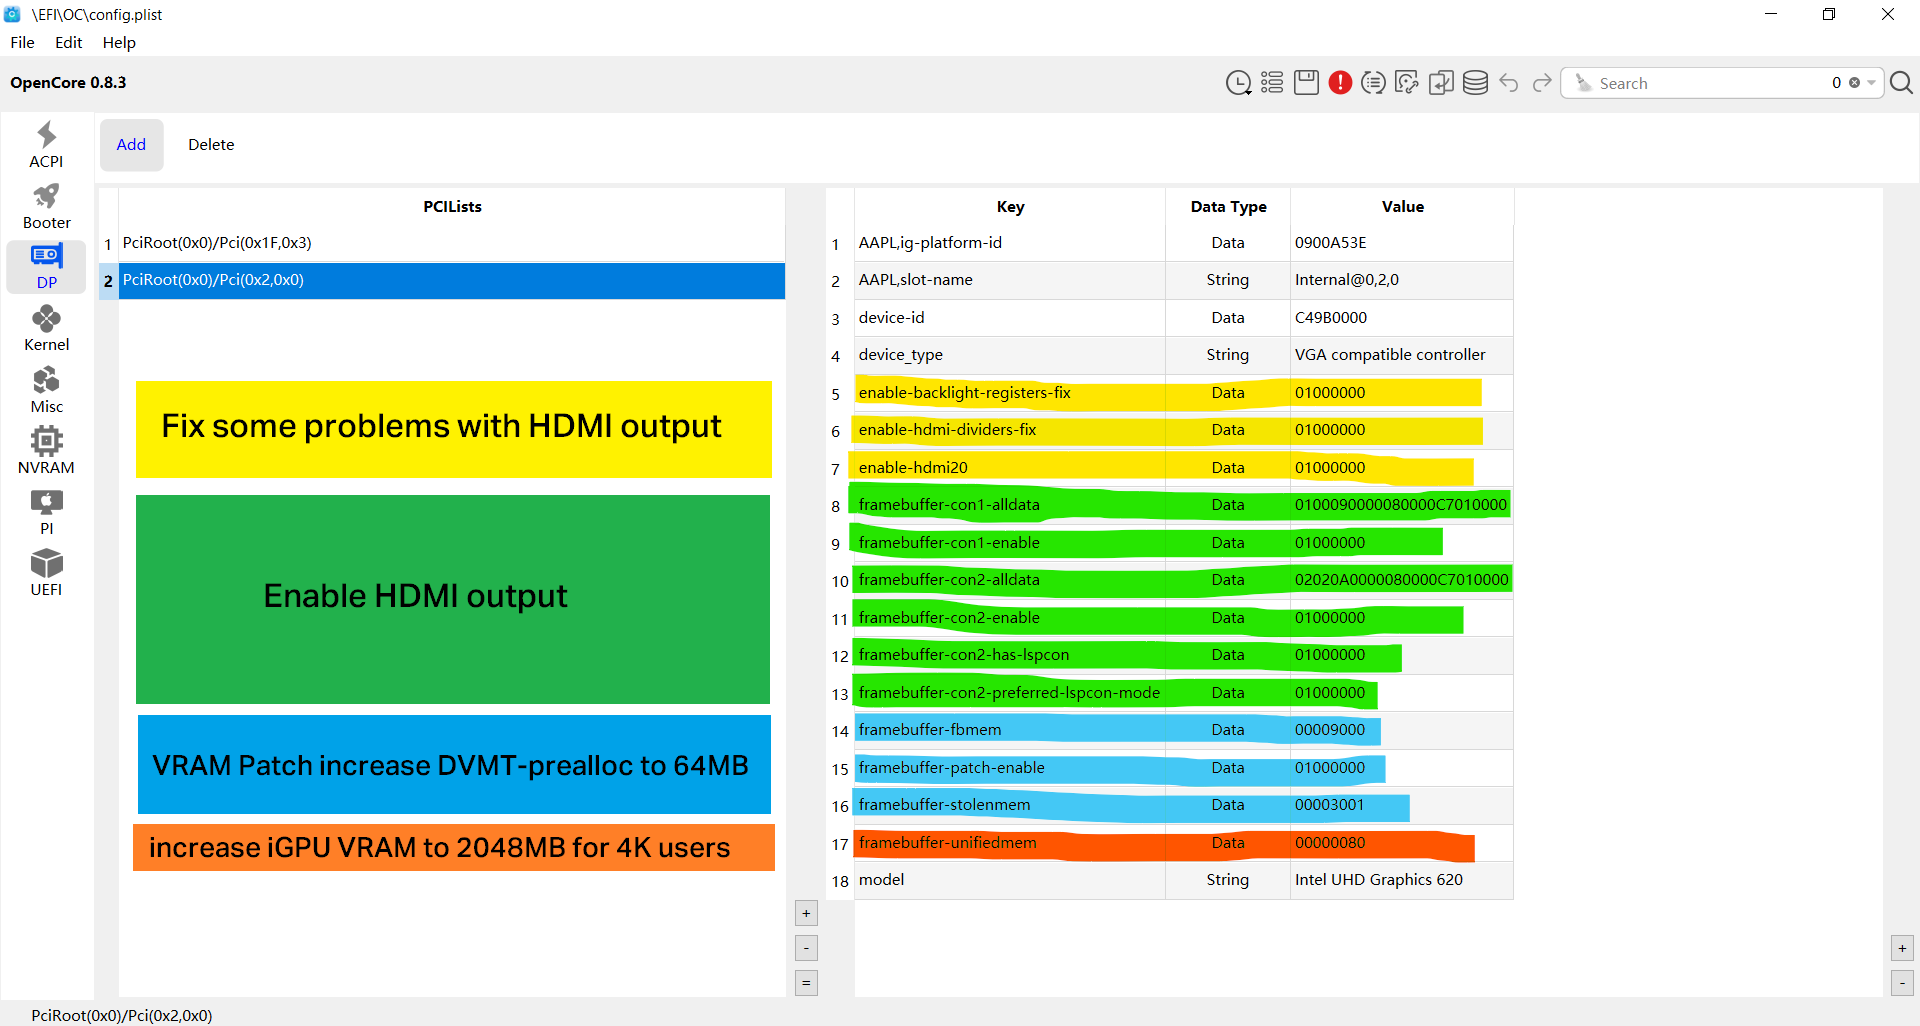 \EFI\OC\config.plist
File Edit Help
OpenCore 0.8.3
Search 0
ACPI
Booter
DP
Kernel
Misc
NVRAM
PI
UEFI
Add Delete
PCILists
1 PciRoot(0x0)/Pci(0x1F,0x3)
2 PciRoot(0x0)/Pci(0x2,0x0)
Fix some problems with HDMI output
Enable HDMI output
VRAM Patch increase DVMT-prealloc to 64MB
increase iGPU VRAM to 2048MB for 4K users
+
-
=
Key Data Type Value
1 AAPL,ig-platform-id Data 0900A53E
2 AAPL,slot-name String Internal@0,2,0
3 device-id Data C49B0000
4 device_type String VGA compatible controller
5 enable-backlight-registers-fix Data 01000000
6 enable-hdmi-dividers-fix Data 01000000
7 enable-hdmi20 Data 01000000
8 framebuffer-con1-alldata Data 0100090000080000C7010000
9 framebuffer-con1-enable Data 01000000
10 framebuffer-con2-alldata Data 02020A0000080000C7010000
11 framebuffer-con2-enable Data 01000000
12 framebuffer-con2-has-lspcon Data 01000000
13 framebuffer-con2-preferred-lspcon-mode Data 01000000
14 framebuffer-fbmem Data 00009000
15 framebuffer-patch-enable Data 01000000
16 framebuffer-stolenmem Data 00003001
17 framebuffer-unifiedmem Data 00000080
18 model String Intel UHD Graphics 620
+
-
PciRoot(0x0)/Pci(0x2,0x0)